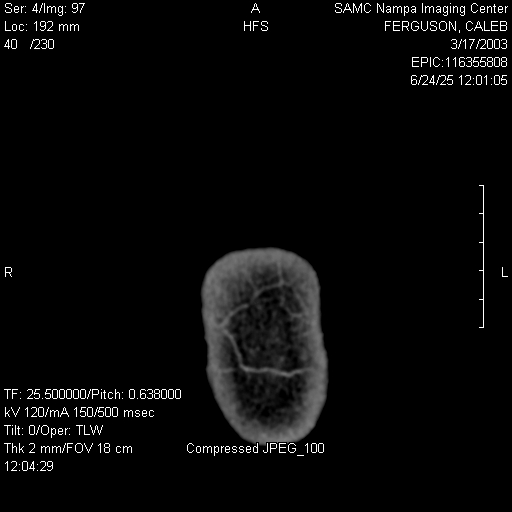 Ser: 4/Img: 97
Loc: 192 mm
40 /230
A
HFS
SAMC Nampa Imaging Center
FERGUSON, CALEB
3/17/2003
EPIC:116355808
6/24/25 12:01:05
R
L
TF: 25.500000/Pitch: 0.638000
kV 120/mA 150/500 msec
Tilt: 0/Oper: TLW
Thk 2 mm/FOV 18 cm
12:04:29
Compressed JPEG_100